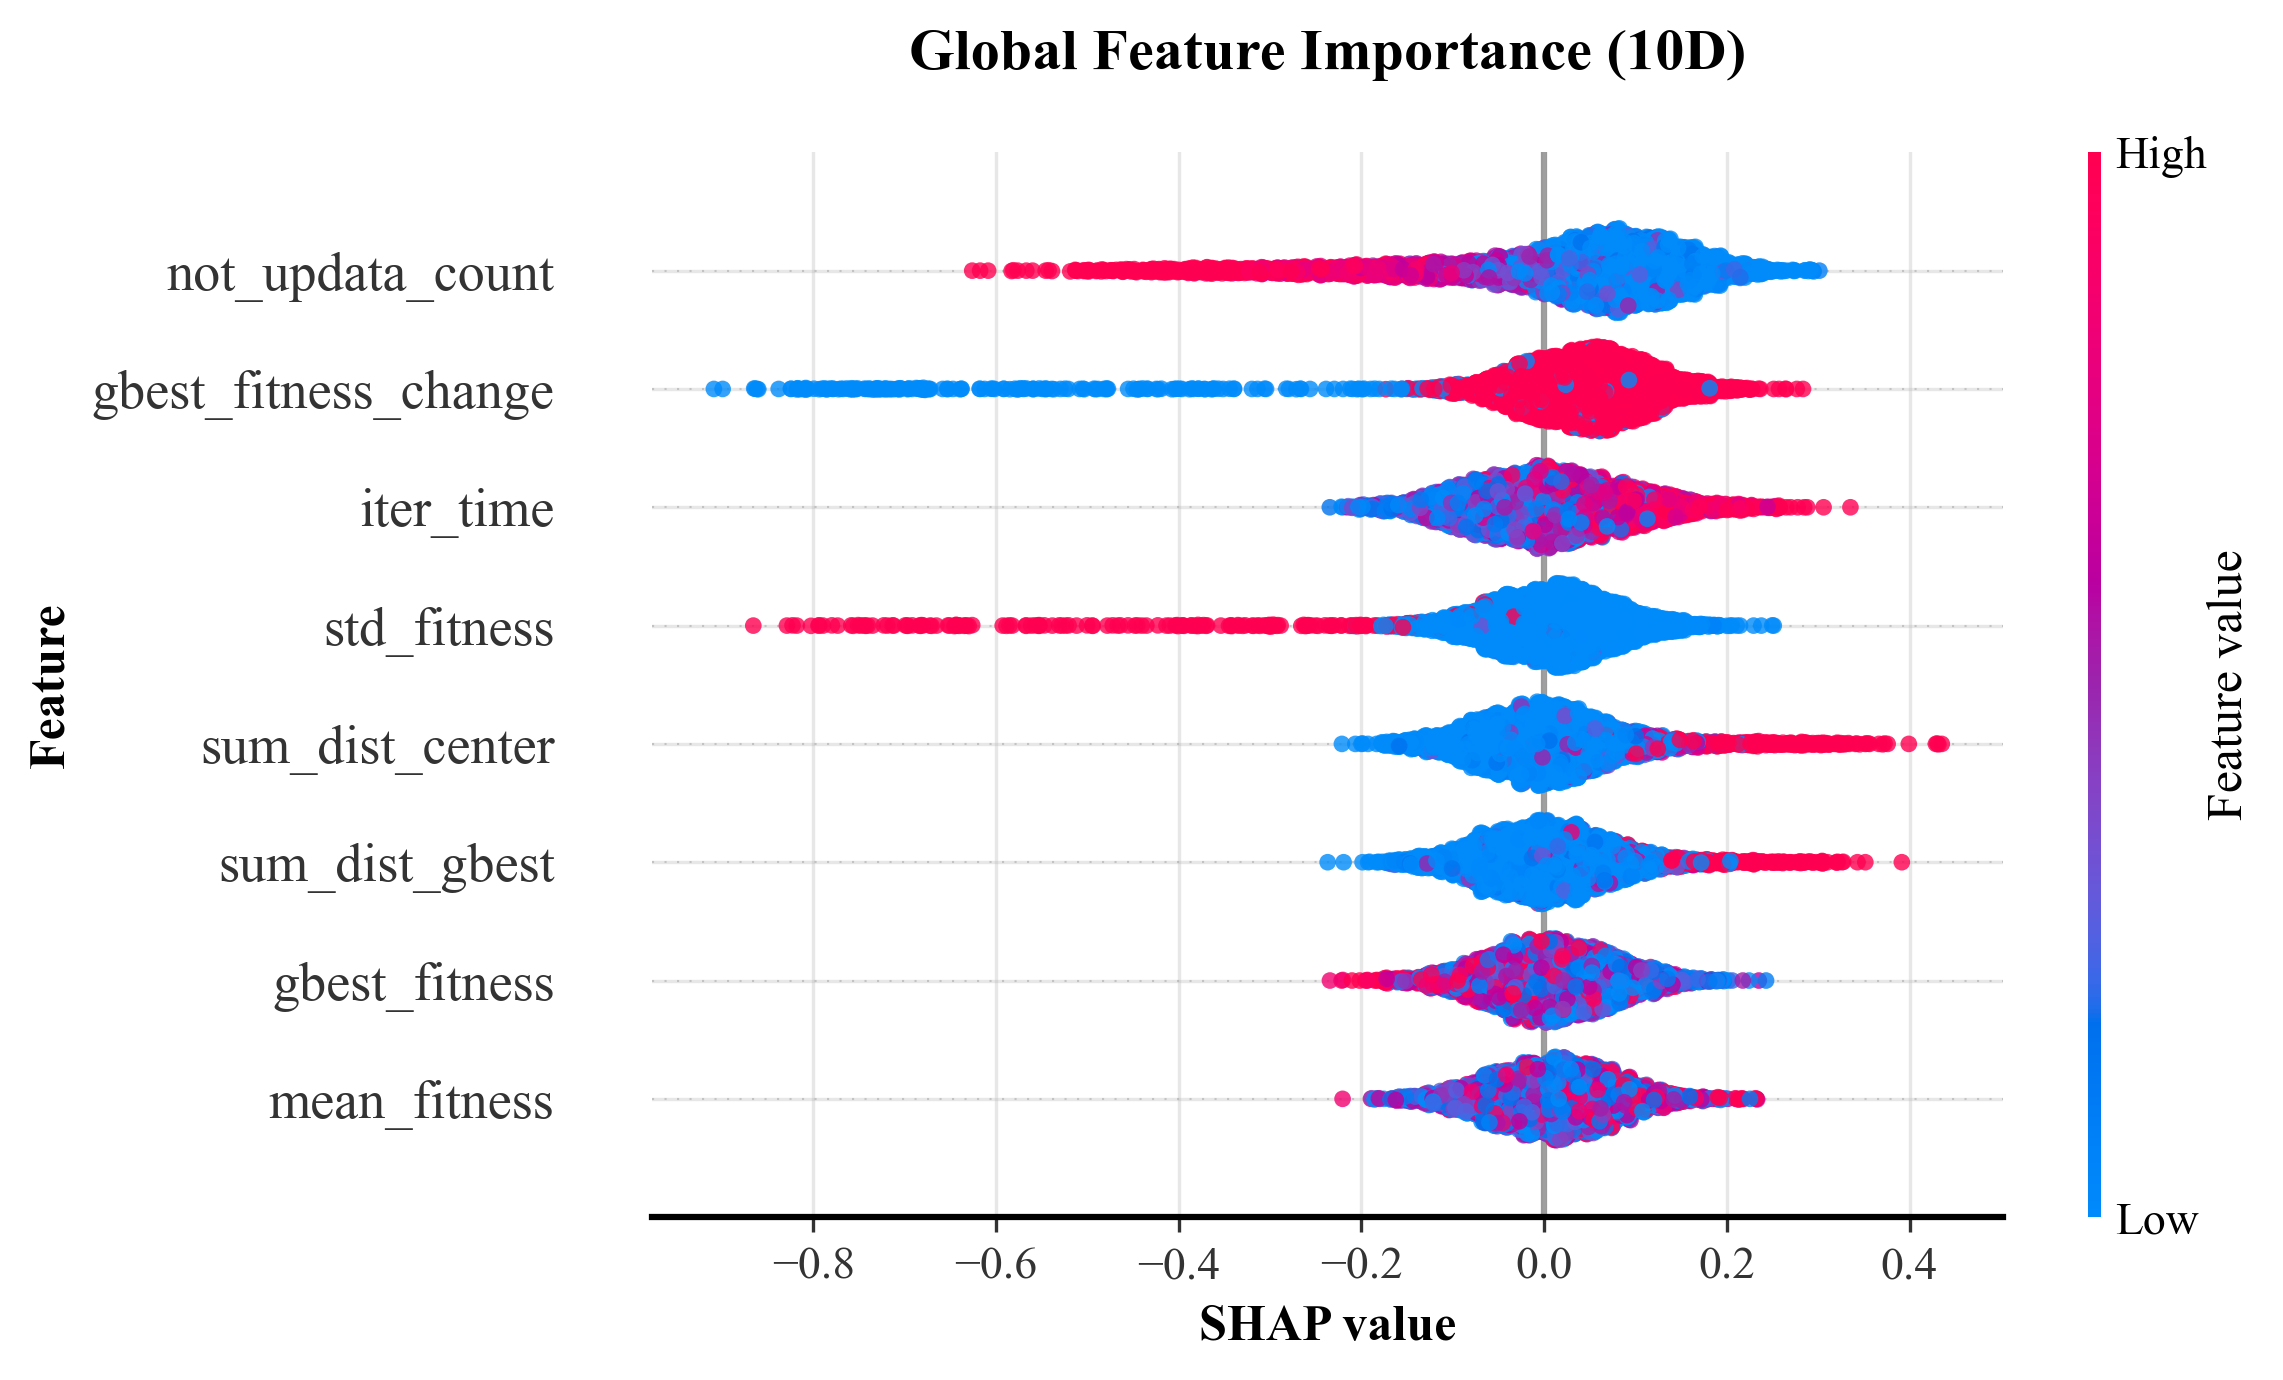 Global Feature Importance (10D)
High
not_updata_count
gbest_fitness_change
iter_time
std_fitness
sum_dist_center
sum_dist_gbest
gbest_fitness
mean_fitness
Feature
Feature value
Low
−0.8 −0.6 −0.4 −0.2 0.0 0.2 0.4
SHAP value